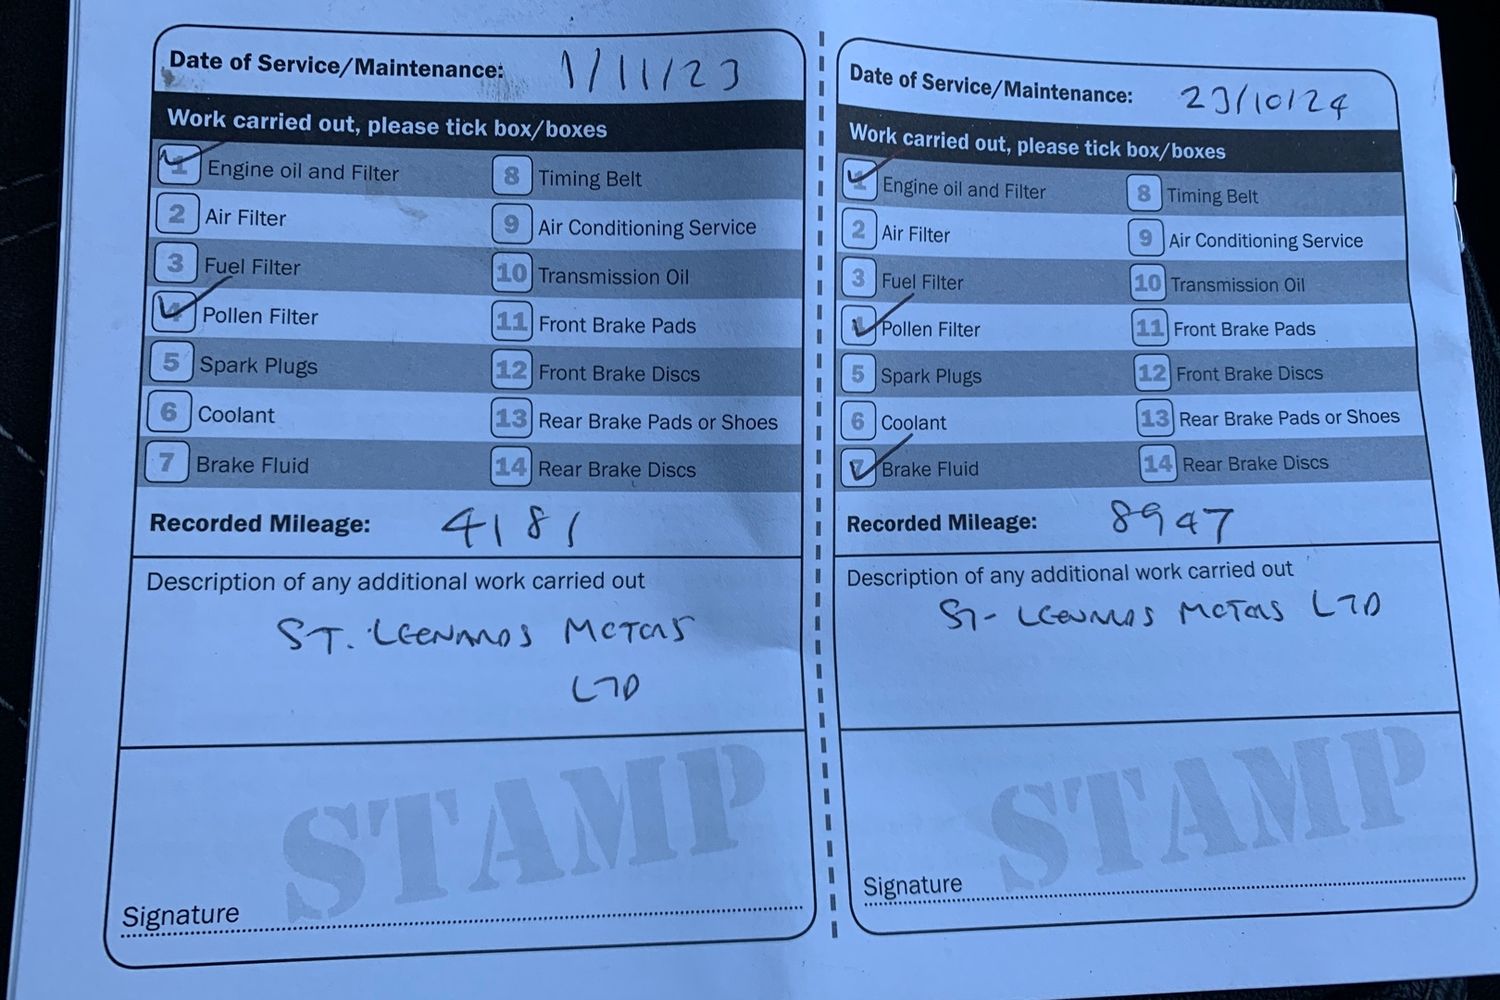 Date of Service/Maintenance: 1/11/23
Work carried out, please tick box/boxes
1 Engine oil and Filter 8 Timing Belt
2 Air Filter 9 Air Conditioning Service
3 Fuel Filter 10 Transmission Oil
4 Pollen Filter 11 Front Brake Pads
5 Spark Plugs 12 Front Brake Discs
6 Coolant 13 Rear Brake Pads or Shoes
7 Brake Fluid 14 Rear Brake Discs
Recorded Mileage: 4181
Description of any additional work carried out
ST. LEONARDS MOTORS
LTD
STAMP
Signature
Date of Service/Maintenance: 23/10/24
Work carried out, please tick box/boxes
1 Engine oil and Filter 8 Timing Belt
2 Air Filter 9 Air Conditioning Service
3 Fuel Filter 10 Transmission Oil
4 Pollen Filter 11 Front Brake Pads
5 Spark Plugs 12 Front Brake Discs
6 Coolant 13 Rear Brake Pads or Shoes
7 Brake Fluid 14 Rear Brake Discs
Recorded Mileage: 8947
Description of any additional work carried out
ST- LEONARDS MOTORS LTD
STAMP
Signature